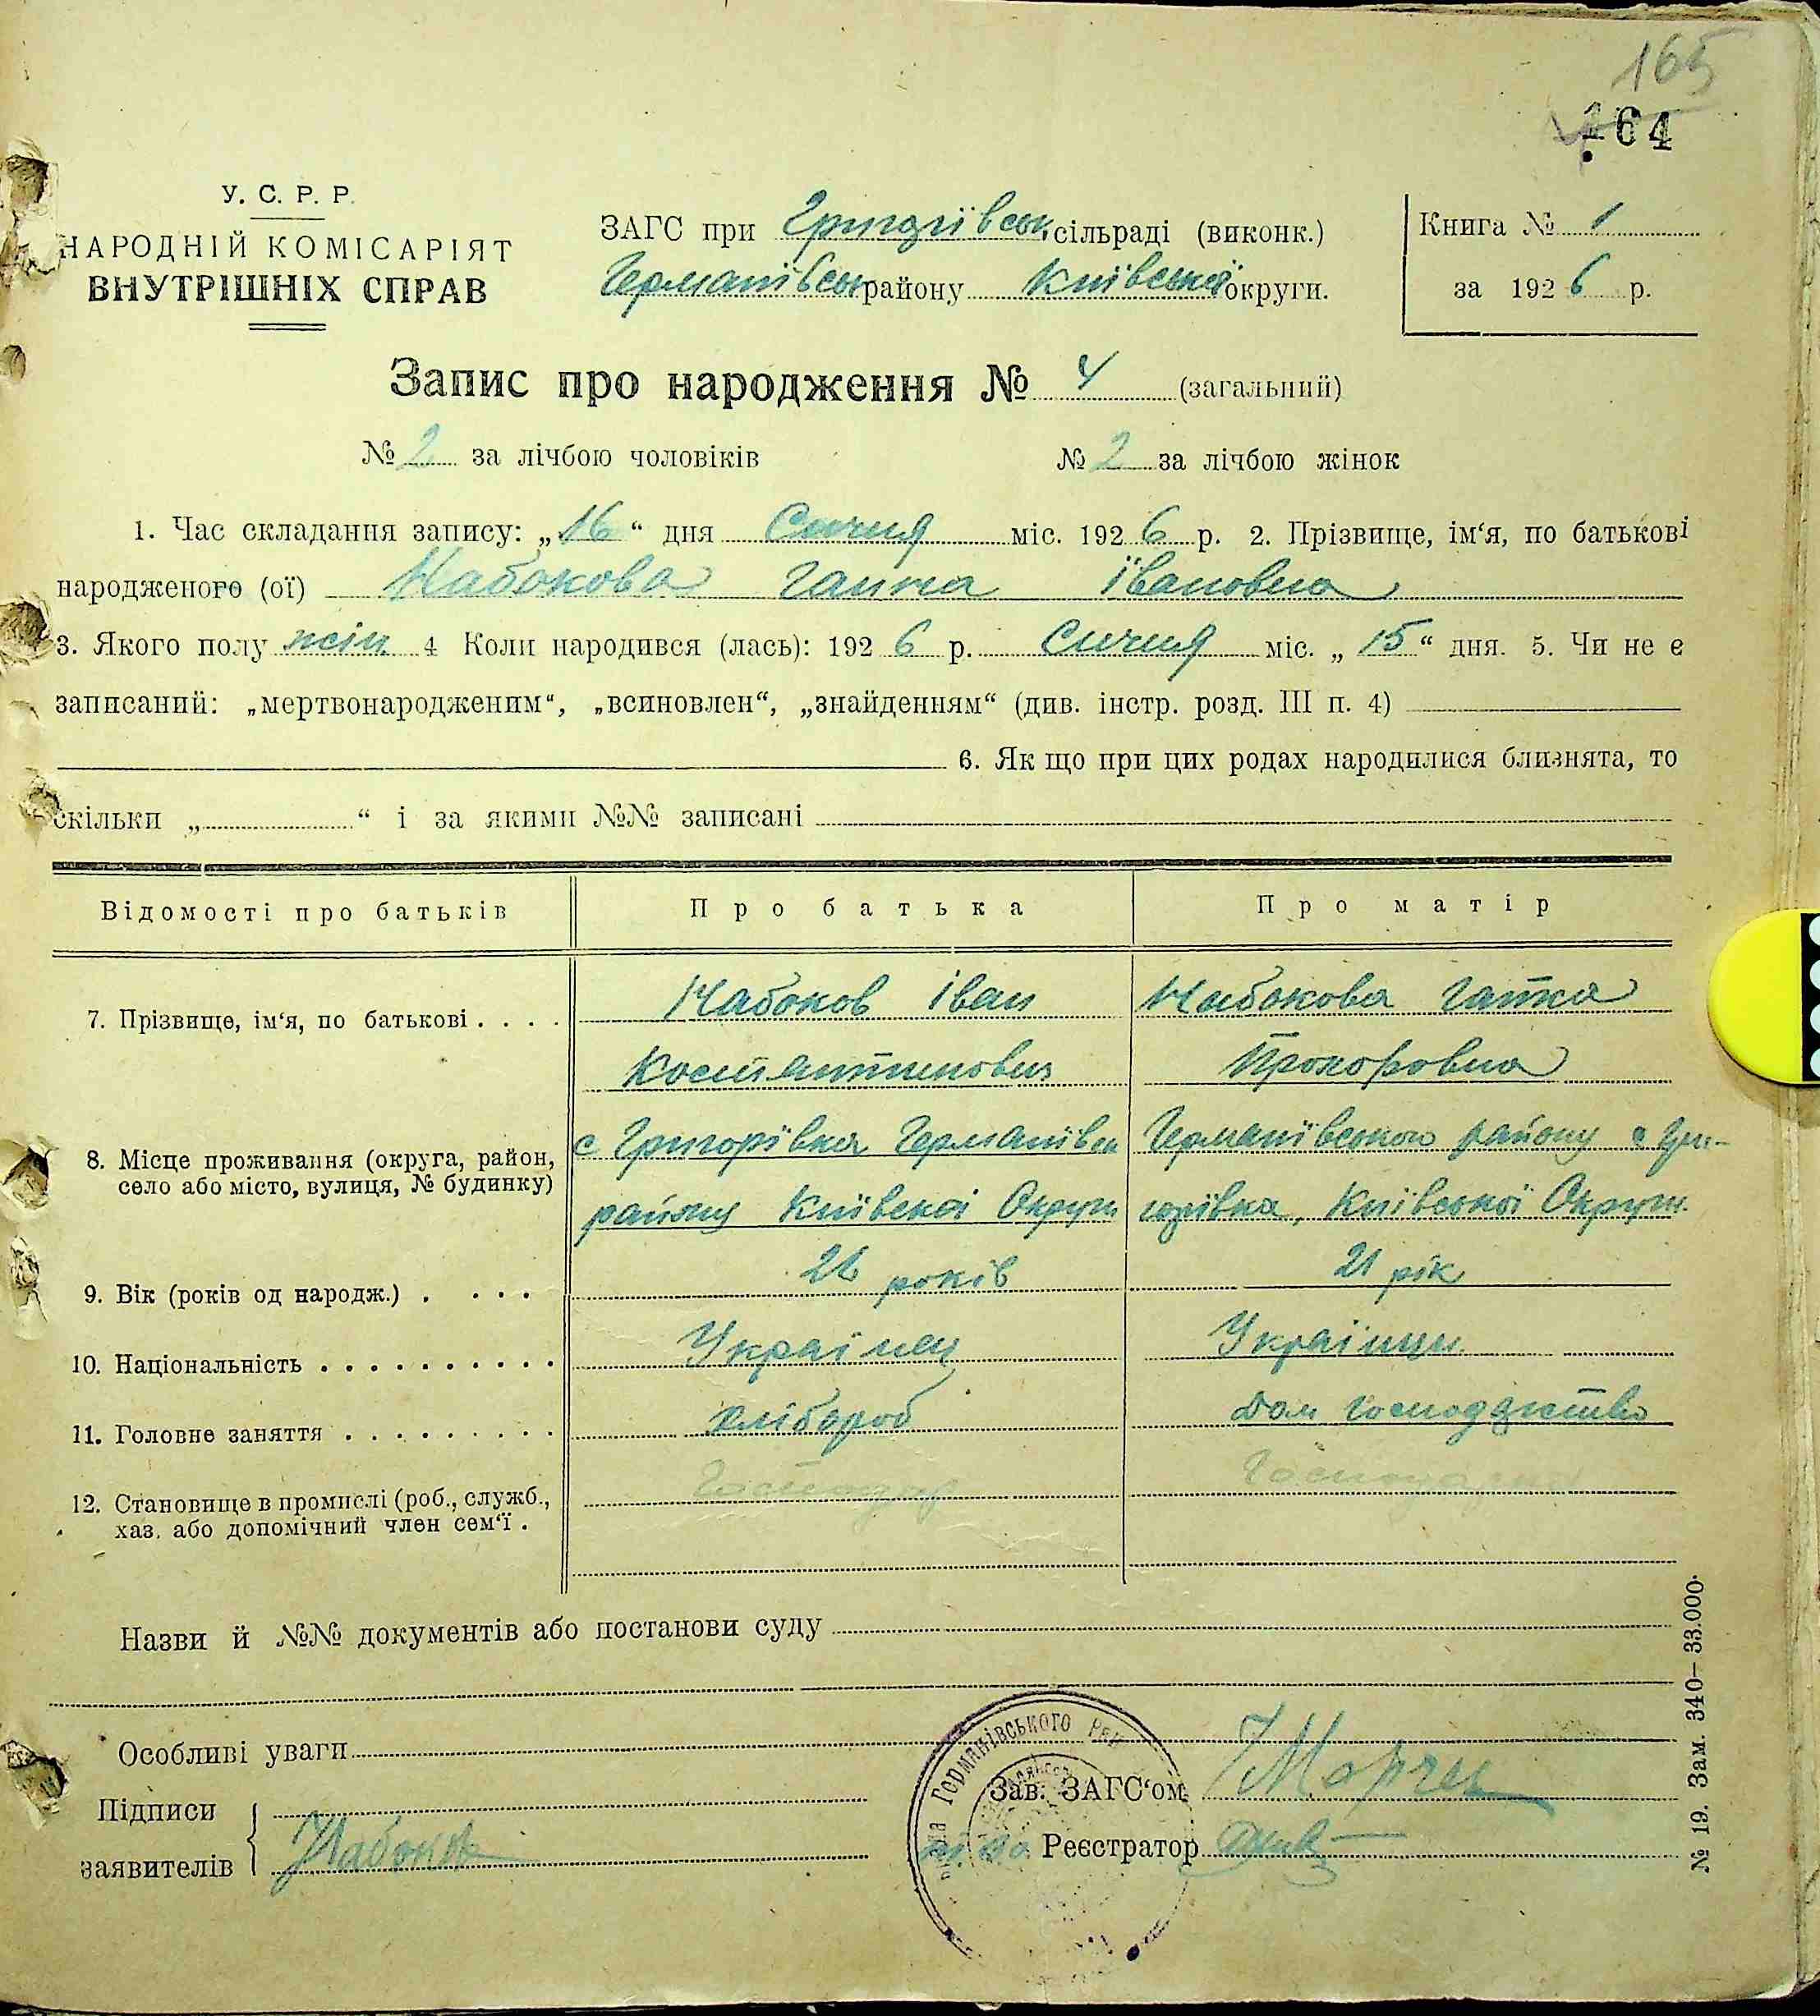 165
164
У. С. Р. Р.
НАРОДНІЙ КОМІСАРІЯТ
ВНУТРІШНІХ СПРАВ
ЗАГС при Григорівськ. сільраді (виконк.)
Германівськ району Київської округи.
Книга № 1
за 1926 р.
Запис про народження № 4 (загальний)
№ 2 за лічбою чоловіків № 2 за лічбою жінок
1. Час складання запису: „16“ дня Сичня міс. 1926 р. 2. Прізвище, ім‘я, по батькові
народженого (ої) Набокова Ганна Івановна
3. Якого полу жін 4 Коли народився (лась): 1926 р. Сичня міс. „15“ дня. 5. Чи не є
записаний: „мертвонародженим“, „всиновлен“, „знайденням“ (див. інстр. розд. III п. 4)
6. Як що при цих родах народилися близнята, то
скільки „ “ і за якими №№ записані
Відомості про батьків Про батька Про матір
7. Прізвище, ім‘я, по батькові . . . . Набоков Іван Набокова Ганна
Костянтинович Прохоровна
8. Місце проживання (округа, район, село або місто, вулиця, № будинку) с Григорівка Германівськ Германівського району с Гри-
району Київскої Округи горівка, Київської Округи.
9. Вік (років од народж.) . . . . 26 років 21 рік
10. Національність . . . . . . . . . . Українец Українци
11. Головне заняття . . . . . . . . . хлібороб Дом господарство
12. Становище в промислі (роб., служб., хаз. або допомічний член сем‘ї . Господар
Назви й №№ документів або постанови суду
Особливі уваги
Підписи заявителів Набоков
Германівського Рай
Зав. ЗАГС‘ом
Реєстратор
№ 19. Зам. 340–33.000.